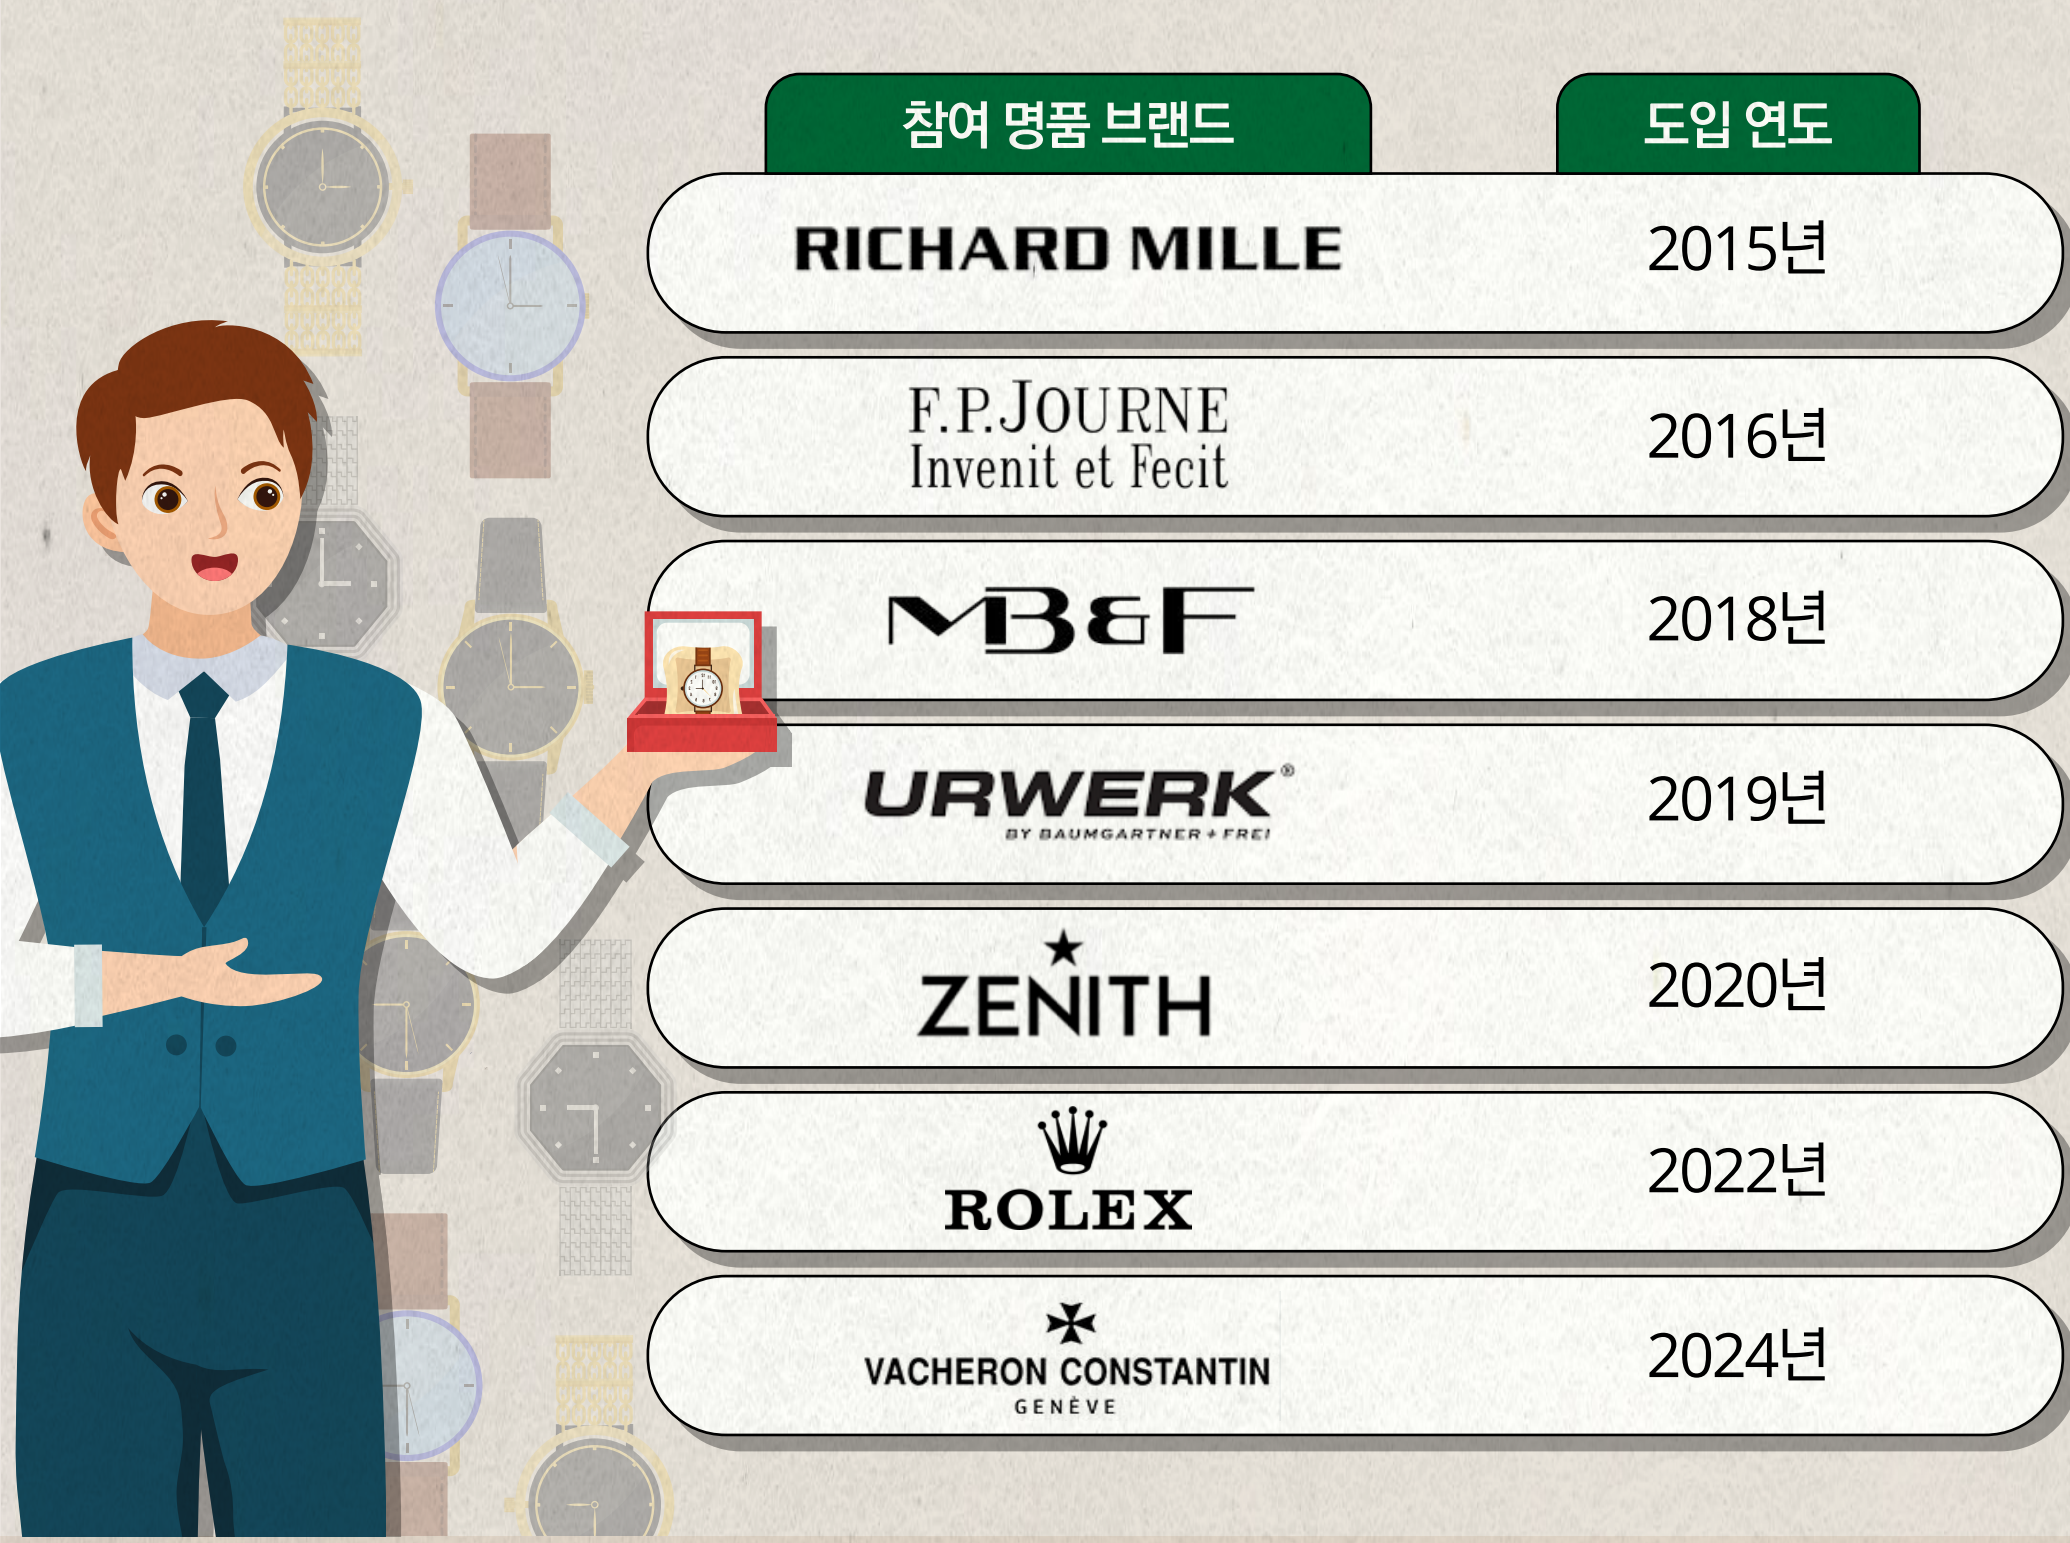 참여 명품 브랜드 도입 연도
RICHARD MILLE 2015년
F.P.JOURNE
Invenit et Fecit 2016년
MB&F 2018년
URWERK® 2019년
BY BAUMGARTNER + FREI
ZENITH 2020년
ROLEX 2022년
VACHERON CONSTANTIN 2024년
GENÈVE